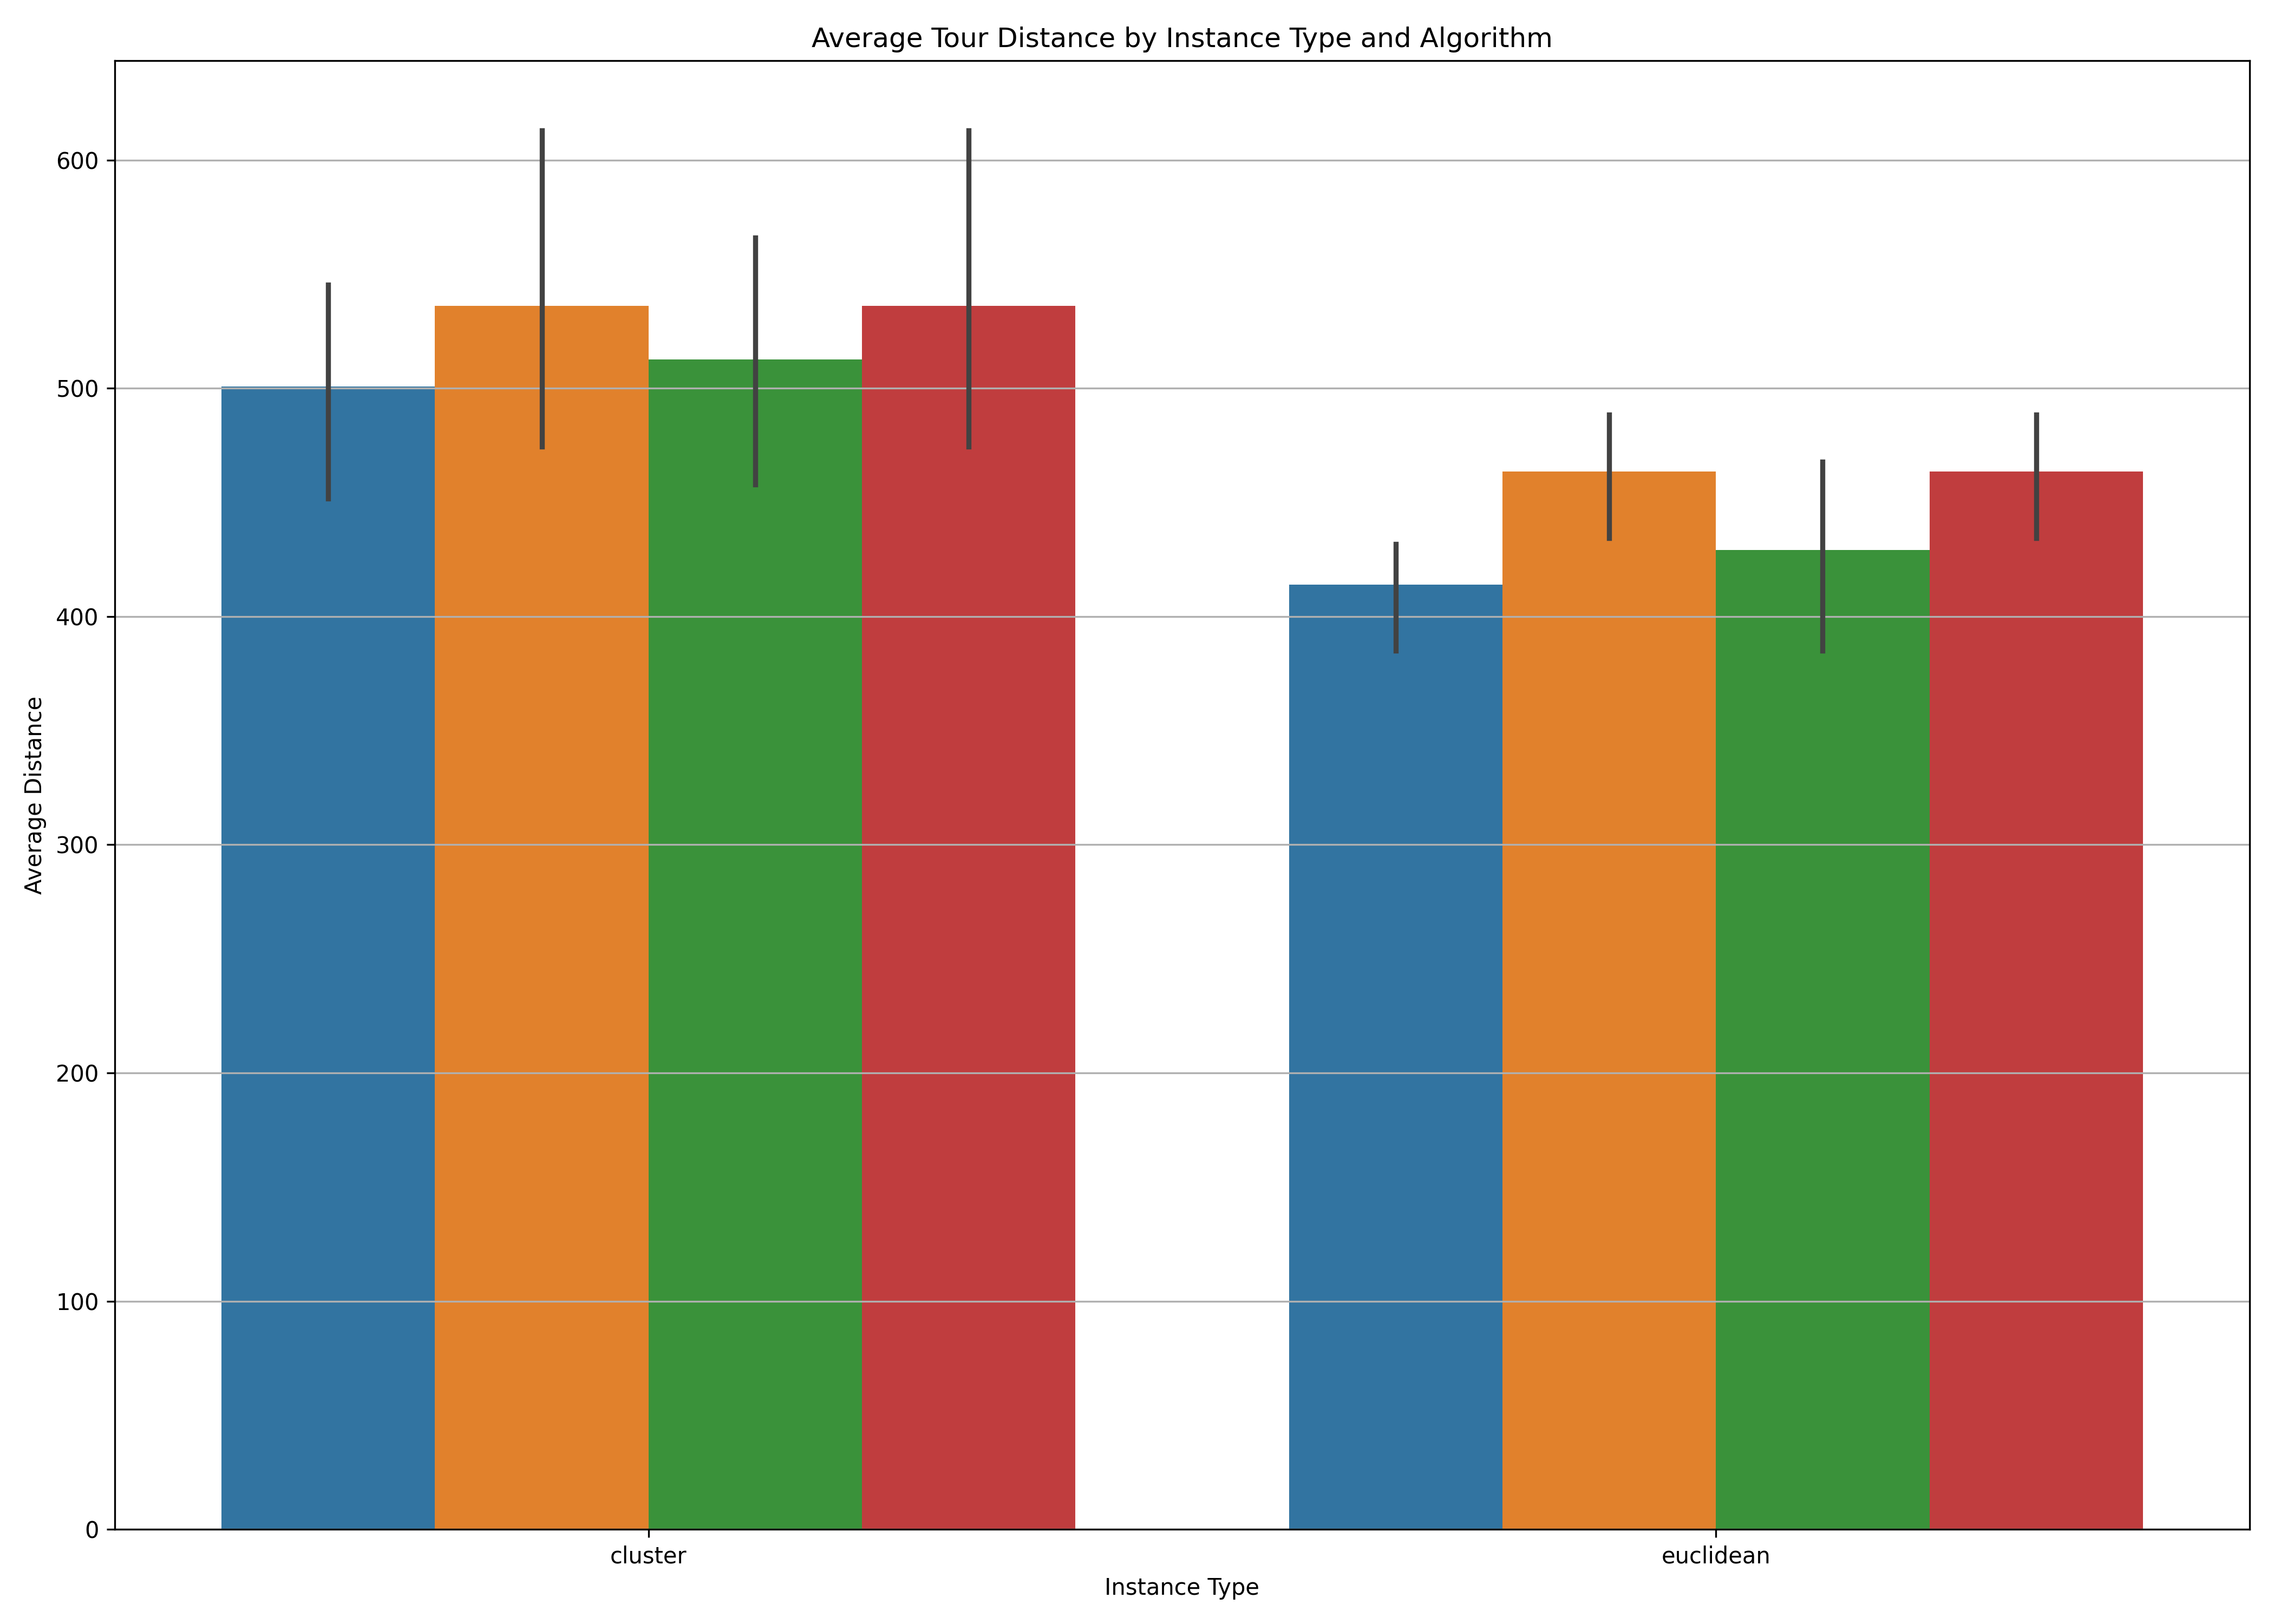 Average Tour Distance by Instance Type and Algorithm
600
500
400
300
200
100
0
Average Distance
cluster
euclidean
Instance Type